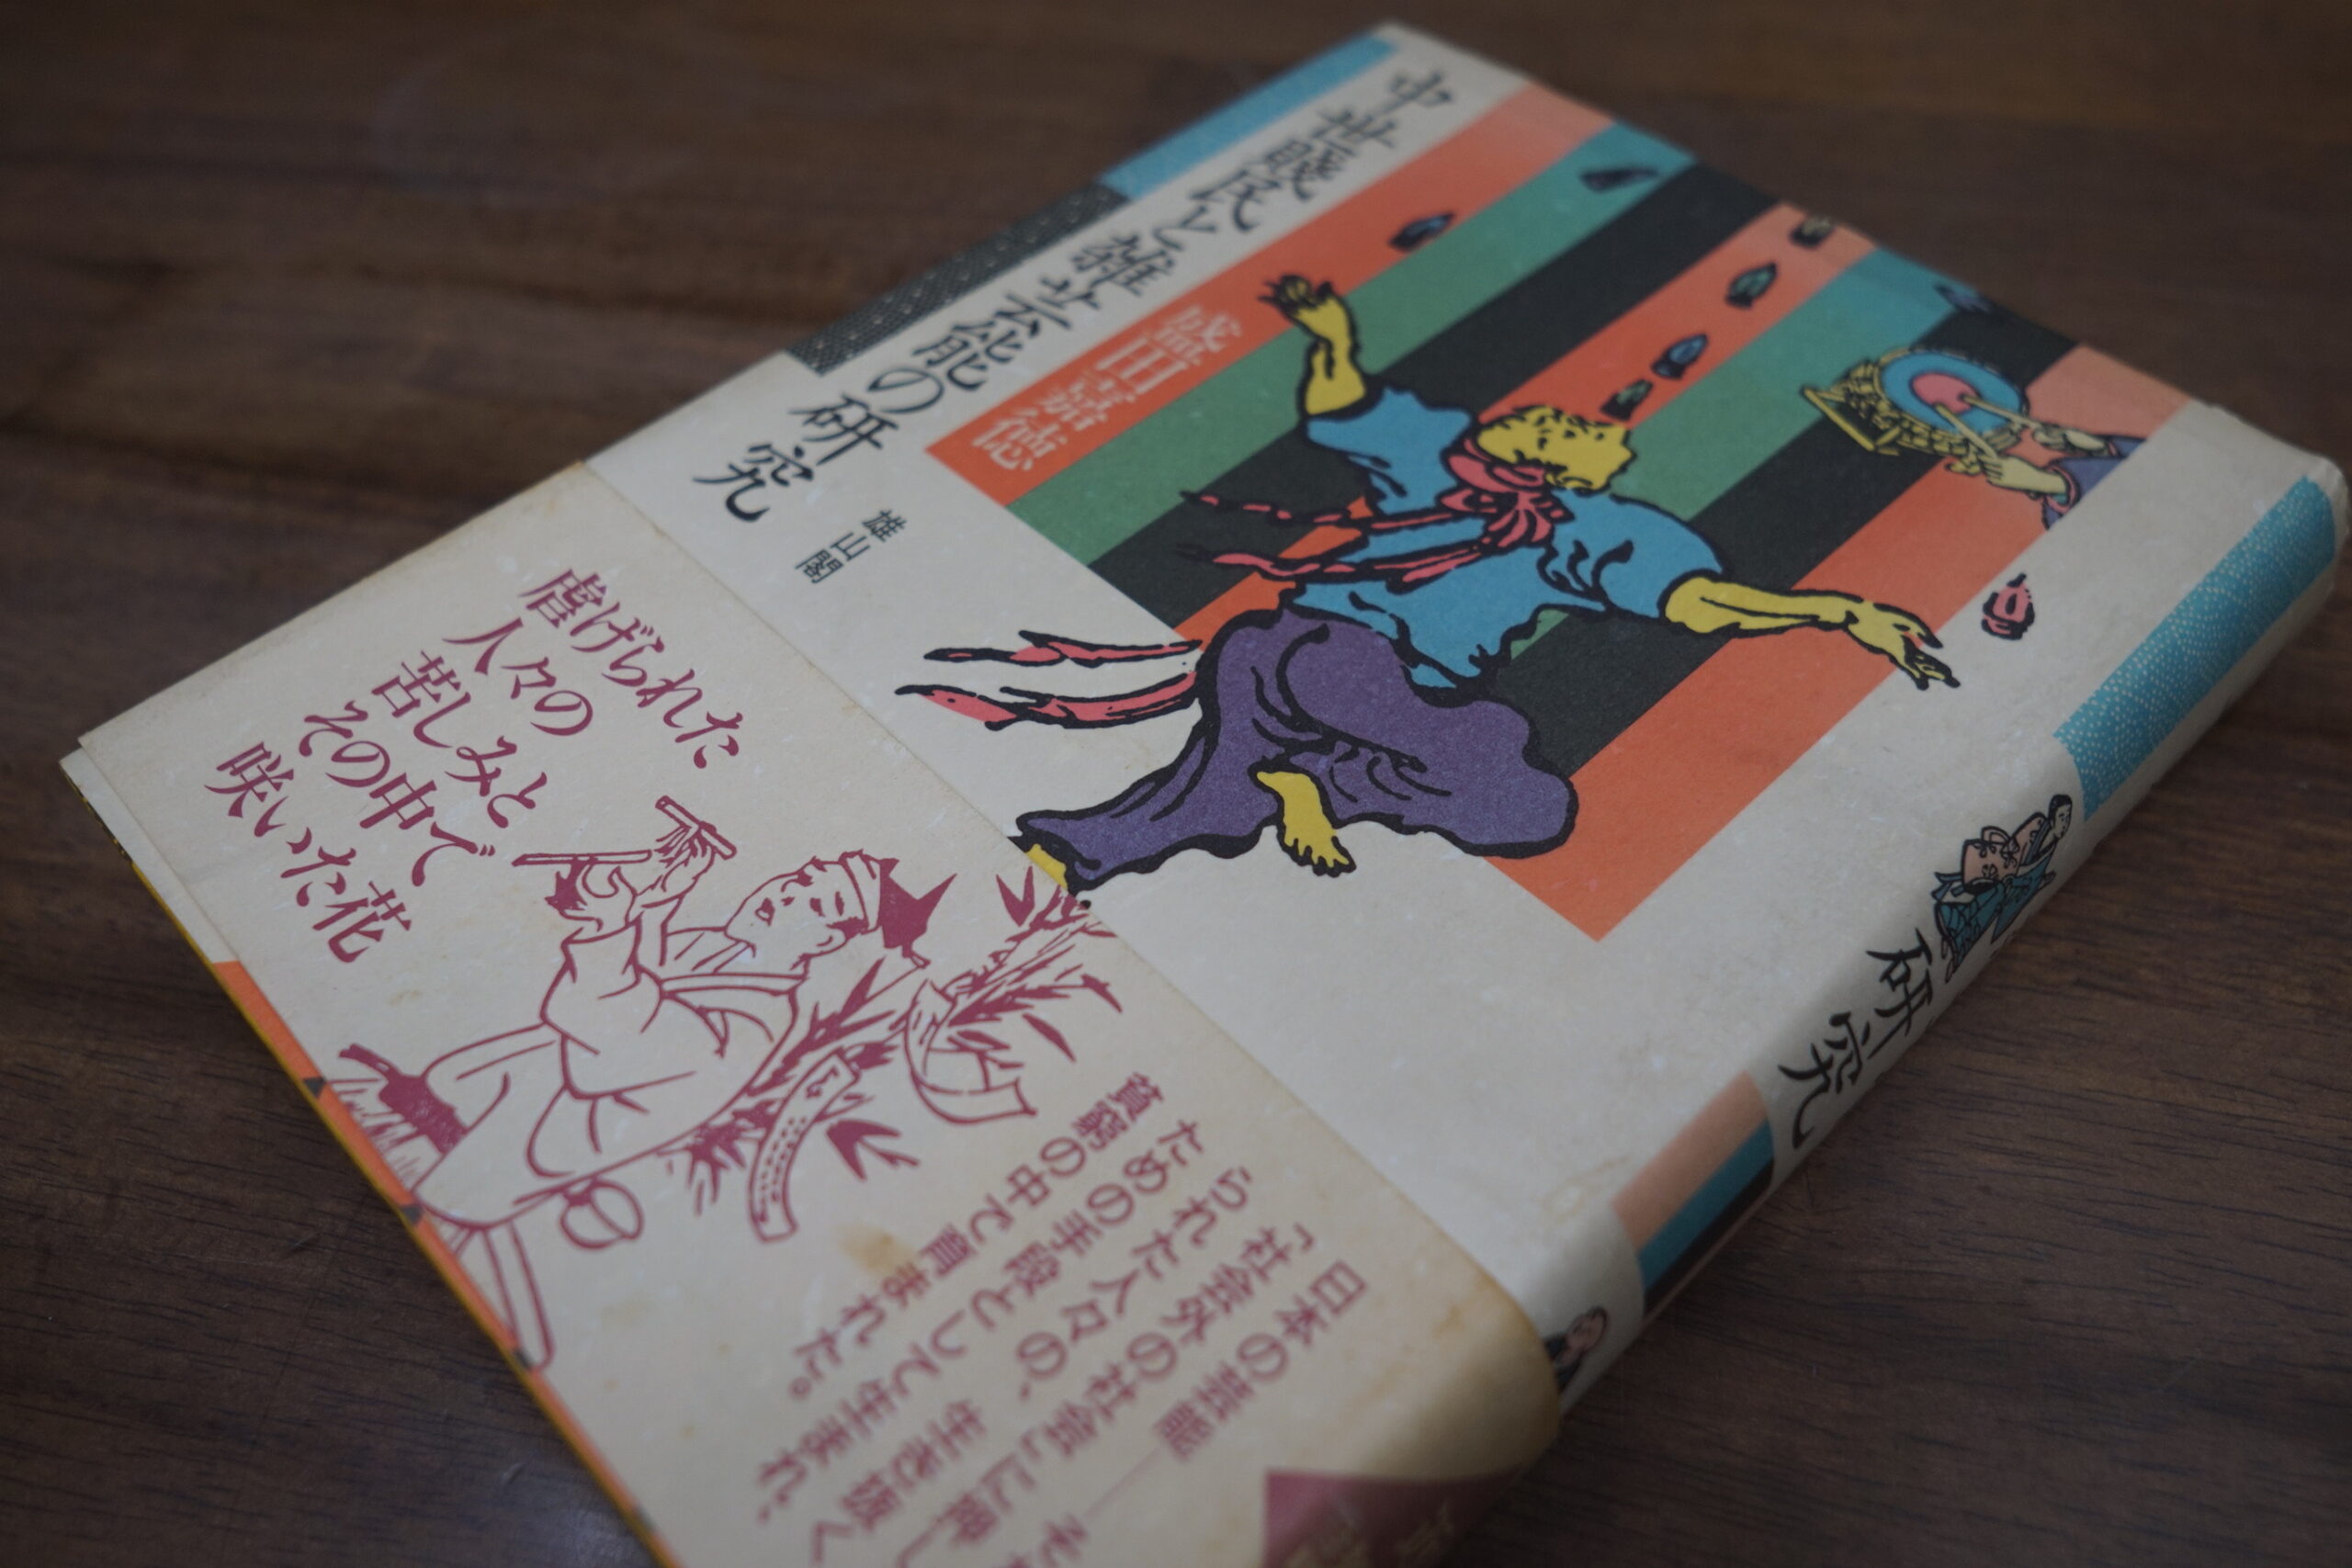 中世賤民と雑芸能の研究
盛田嘉徳
雄山閣
虐げられた
人々の
苦しみと
その中で
咲いた花
日本の芸能――それ
「社会外の社会」に押し
られた人々の、生き抜く
ための手段として生まれ、
貧窮の中で育まれた。
研究